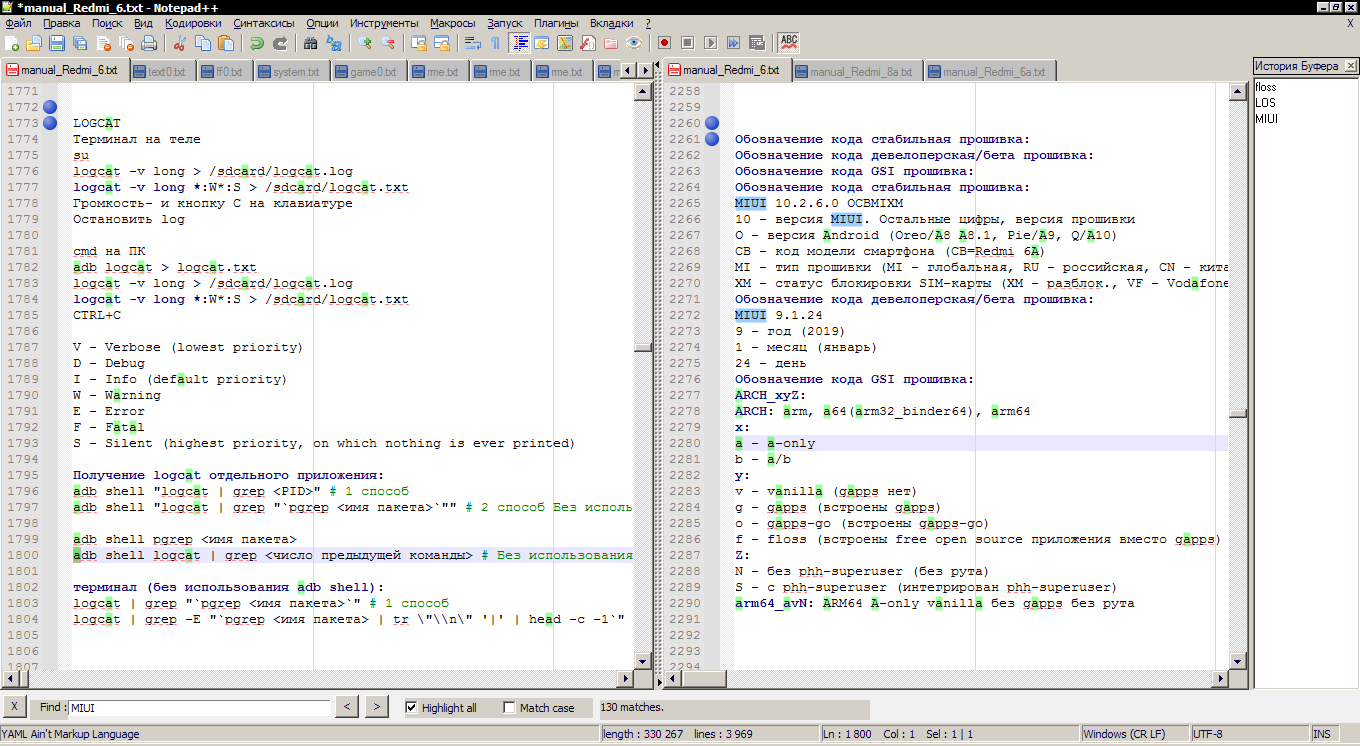 *manual_Redmi_6.txt - Notepad++
Файл Правка Поиск Вид Кодировки Синтаксисы Опции Инструменты Макросы Запуск Плагины Вкладки ? X
ABC
manual_Redmi_6.txt text0.txt ff0.txt system.txt game0.txt me.txt me.txt me.txt
1771
1772
1773 LOGCAT
1774 Терминал на теле
1775 su
1776 logcat -v long > /sdcard/logcat.log
1777 logcat -v long *:W*:S > /sdcard/logcat.txt
1778 Громкость- и кнопку C на клавиатуре
1779 Остановить log
1780
1781 cmd на ПК
1782 adb logcat > logcat.txt
1783 logcat -v long > /sdcard/logcat.log
1784 logcat -v long *:W*:S > /sdcard/logcat.txt
1785 CTRL+C
1786
1787 V - Verbose (lowest priority)
1788 D - Debug
1789 I - Info (default priority)
1790 W - Warning
1791 E - Error
1792 F - Fatal
1793 S - Silent (highest priority, on which nothing is ever printed)
1794
1795 Получение logcat отдельного приложения:
1796 adb shell "logcat | grep <PID>" # 1 способ
1797 adb shell "logcat | grep "`pgrep <имя пакета>`"" # 2 способ Без исполь
1798
1799 adb shell pgrep <имя пакета>
1800 adb shell logcat | grep <число предыдущей команды> # Без использования
1801
1802 терминал (без использования adb shell):
1803 logcat | grep "`pgrep <имя пакета>`" # 1 способ
1804 logcat | grep -E "`pgrep <имя пакета> | tr \"\\n\" '|' | head -c -1`"
1805
1806
1807
manual_Redmi_6.txt manual_Redmi_8a.txt manual_Redmi_6a.txt
2258
2259
2260
2261 Обозначение кода стабильная прошивка:
2262 Обозначение кода девелоперская/бета прошивка:
2263 Обозначение кода GSI прошивка:
2264 Обозначение кода стабильная прошивка:
2265 MIUI 10.2.6.0 OCBMIXM
2266 10 - версия MIUI. Остальные цифры, версия прошивки
2267 O - версия Android (Oreo/A8 A8.1, Pie/A9, Q/A10)
2268 CB - код модели смартфона (CB=Redmi 6A)
2269 MI - тип прошивки (MI - глобальная, RU - российская, CN - кита
2270 XM - статус блокировки SIM-карты (XM - разблок., VF - Vodafone
2271 Обозначение кода девелоперская/бета прошивка:
2272 MIUI 9.1.24
2273 9 - год (2019)
2274 1 - месяц (январь)
2275 24 - день
2276 Обозначение кода GSI прошивка:
2277 ARCH_xyZ:
2278 ARCH: arm, a64(arm32_binder64), arm64
2279 x:
2280 a - a-only
2281 b - a/b
2282 y:
2283 v - vanilla (gapps нет)
2284 g - gapps (встроены gapps)
2285 o - gapps-go (встроены gapps-go)
2286 f - floss (встроены free open source приложения вместо gapps)
2287 Z:
2288 N - без phh-superuser (без рута)
2289 S - с phh-superuser (интегрирован phh-superuser)
2290 arm64_avN: ARM64 A-only vanilla без gapps без рута
2291
2292
2293
2294
История Буфера
floss
LOS
MIUI
X Find : MIUI < > Highlight all Match case 130 matches.
YAML Ain't Markup Language length : 330 267 lines : 3 969 Ln : 1 800 Col : 1 Sel : 1 | 1 Windows (CR LF) UTF-8 INS